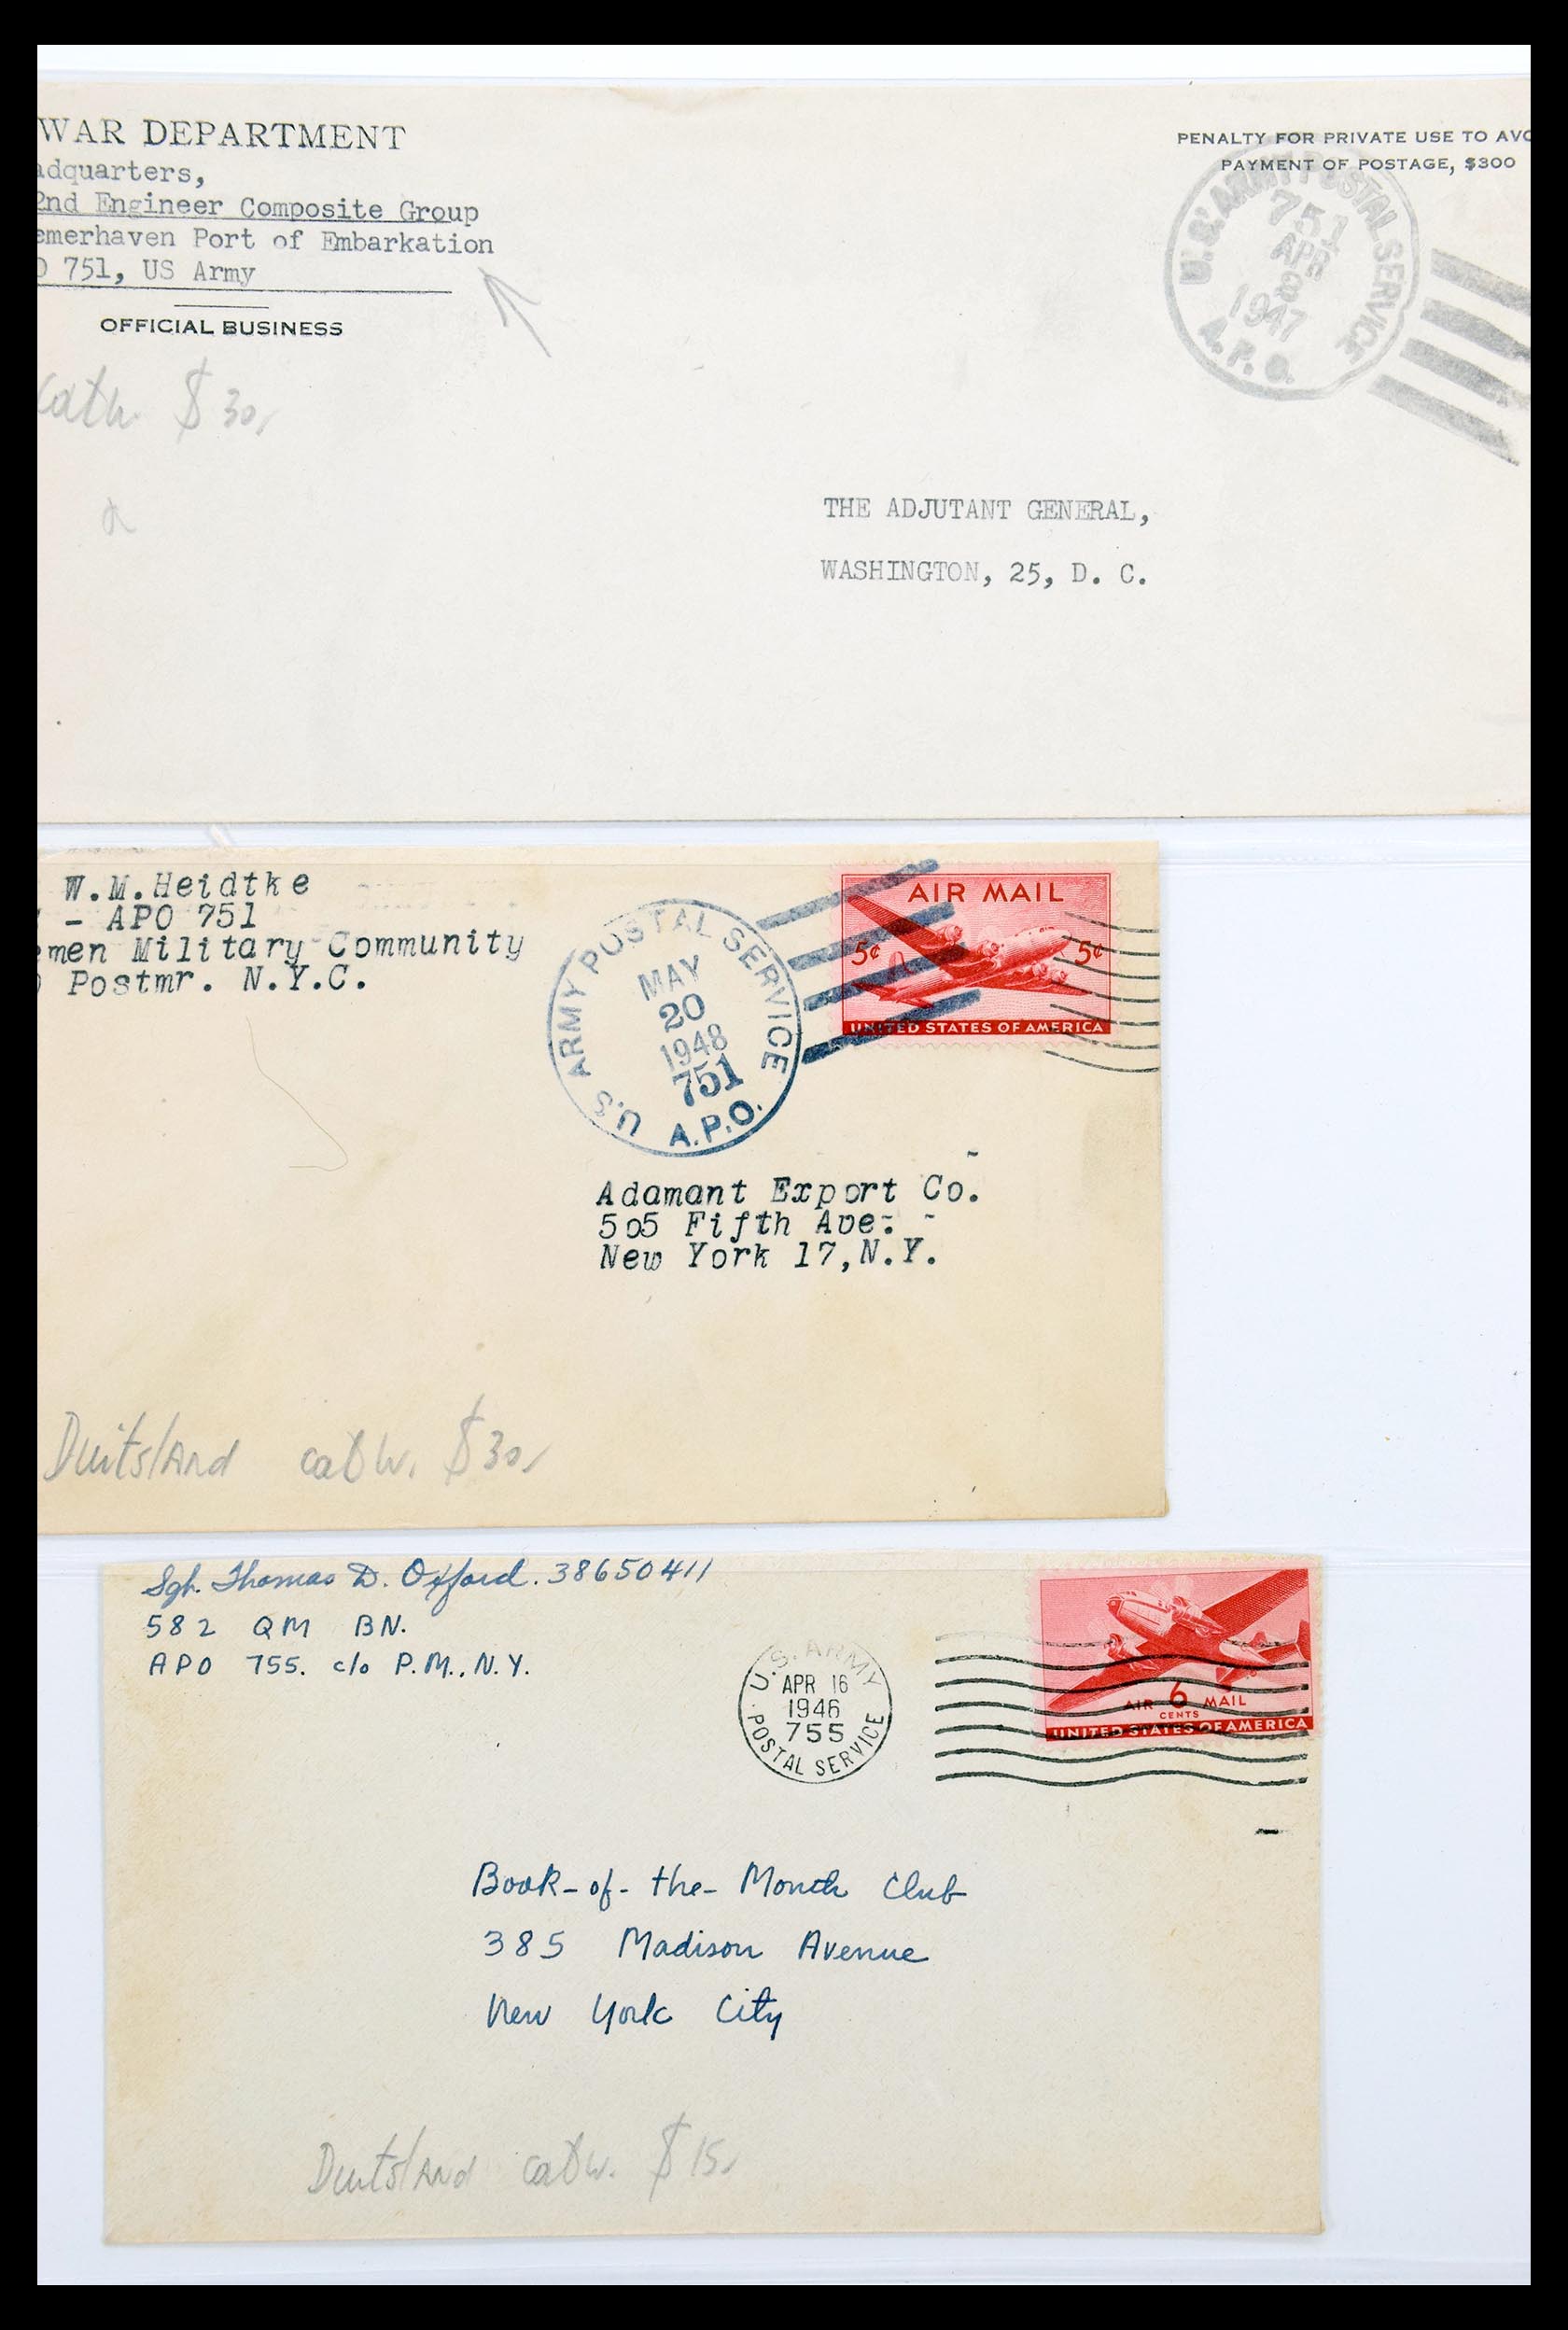 WAR DEPARTMENT
adquarters,
2nd Engineer Composite Group
emerhaven Port of Embarkation
O 751, US Army
OFFICIAL BUSINESS
PENALTY FOR PRIVATE USE TO AVO
PAYMENT OF POSTAGE, $300
U.S. ARMY POSTAL SERVICE
751
APR
8
1947
A.P.O.
$30,
THE ADJUTANT GENERAL,
WASHINGTON, 25, D. C.
W.M.Heidtke
- APO 751
emen Military Community
O Postmr. N.Y.C.
U.S. ARMY POSTAL SERVICE
MAY
20
1948
751
A.P.O.
AIR MAIL
5¢ 5¢
UNITED STATES OF AMERICA
Adamant Export Co.
505 Fifth Ave.
New York 17,N.Y.
Duitsland catw. $30,
Sgt. Thomas D. Oxford. 38650411
582 QM BN.
APO 755. c/o P.M., N.Y.
U.S. ARMY
APR 16
1946
755
POSTAL SERVICE
AIR 6 MAIL
CENTS
UNITED STATES OF AMERICA
Book-of-the-Month Club
385 Madison Avenue
New York City
Duitsland catw. $15,